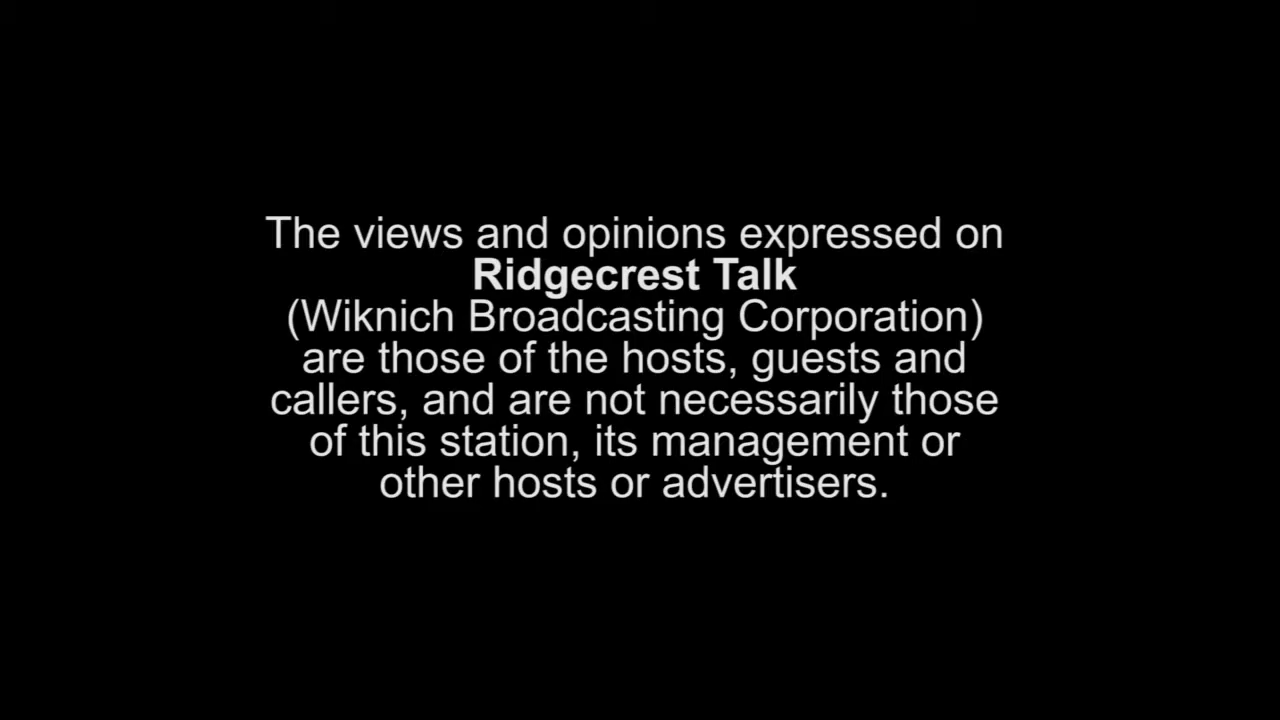 The views and opinions expressed on
Ridgecrest Talk
(Wiknich Broadcasting Corporation)
are those of the hosts, guests and
callers, and are not necessarily those
of this station, its management or
other hosts or advertisers.